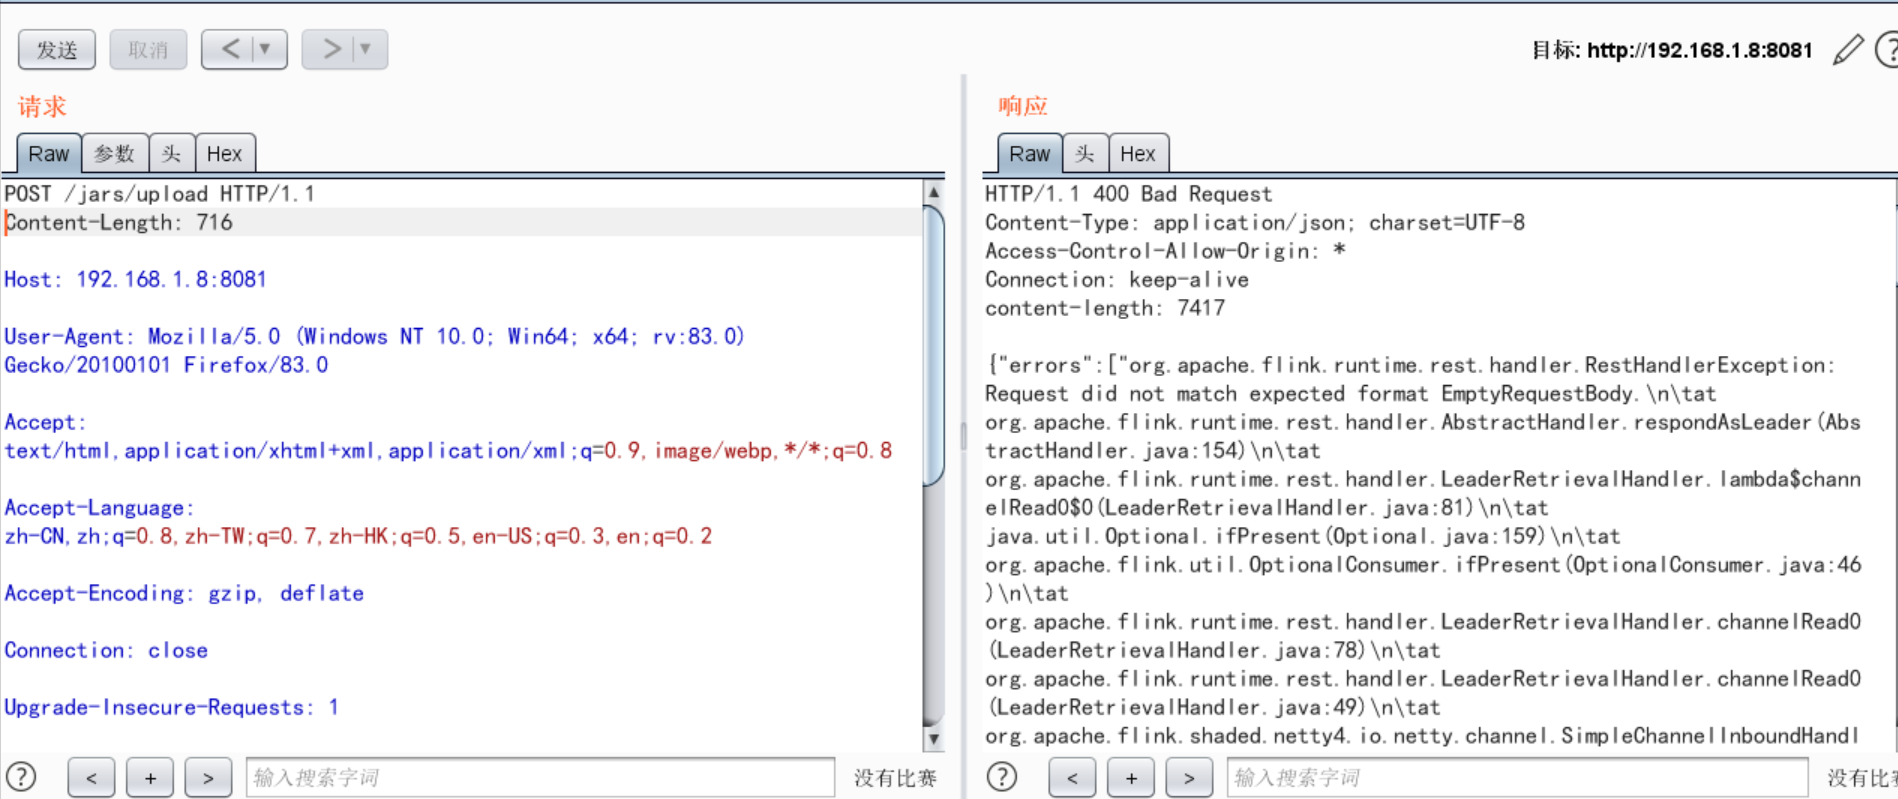 发送 取消 < ▼ > ▼
目标: http://192.168.1.8:8081
请求
Raw 参数 头 Hex
POST /jars/upload HTTP/1.1
Content-Length: 716
Host: 192.168.1.8:8081
User-Agent: Mozilla/5.0 (Windows NT 10.0; Win64; x64; rv:83.0)
Gecko/20100101 Firefox/83.0
Accept:
text/html,application/xhtml+xml,application/xml;q=0.9,image/webp,*/*;q=0.8
Accept-Language:
zh-CN,zh;q=0.8,zh-TW;q=0.7,zh-HK;q=0.5,en-US;q=0.3,en;q=0.2
Accept-Encoding: gzip, deflate
Connection: close
Upgrade-Insecure-Requests: 1
? < + > 输入搜索字词 没有比赛
响应
Raw 头 Hex
HTTP/1.1 400 Bad Request
Content-Type: application/json; charset=UTF-8
Access-Control-Allow-Origin: *
Connection: keep-alive
content-length: 7417
{"errors":["org.apache.flink.runtime.rest.handler.RestHandlerException:
Request did not match expected format EmptyRequestBody.\n\tat
org.apache.flink.runtime.rest.handler.AbstractHandler.respondAsLeader(Abs
tractHandler.java:154)\n\tat
org.apache.flink.runtime.rest.handler.LeaderRetrievalHandler.lambda$chann
elRead0$0(LeaderRetrievalHandler.java:81)\n\tat
java.util.Optional.ifPresent(Optional.java:159)\n\tat
org.apache.flink.util.OptionalConsumer.ifPresent(OptionalConsumer.java:46
)\n\tat
org.apache.flink.runtime.rest.handler.LeaderRetrievalHandler.channelRead0
(LeaderRetrievalHandler.java:78)\n\tat
org.apache.flink.runtime.rest.handler.LeaderRetrievalHandler.channelRead0
(LeaderRetrievalHandler.java:49)\n\tat
org.apache.flink.shaded.netty4.io.netty.channel.SimpleChannelInboundHandl
? < + > 输入搜索字词 没有比